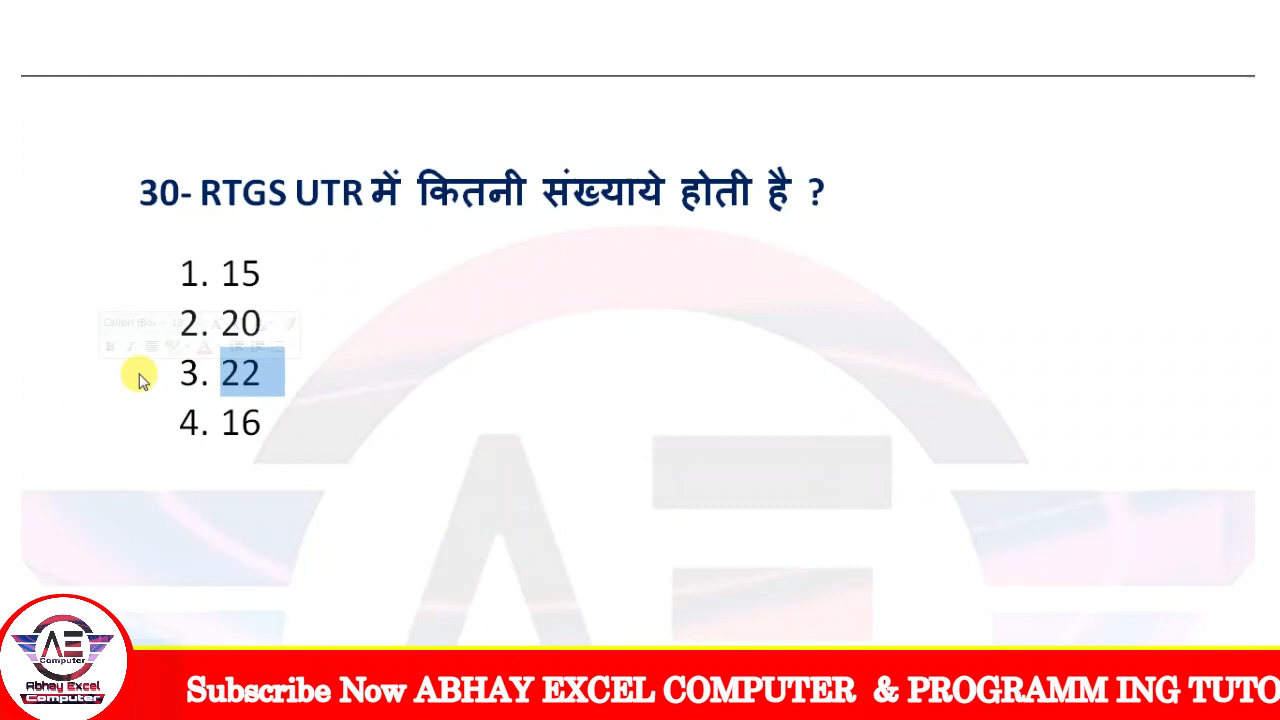 30- RTGS UTR में कितनी संख्याये होती है ?
1. 15
2. 20
3. 22
4. 16
AE
Computer
Abhay Excel
Computer
Subscribe Now ABHAY EXCEL COMPUTER & PROGRAMM ING TUTO